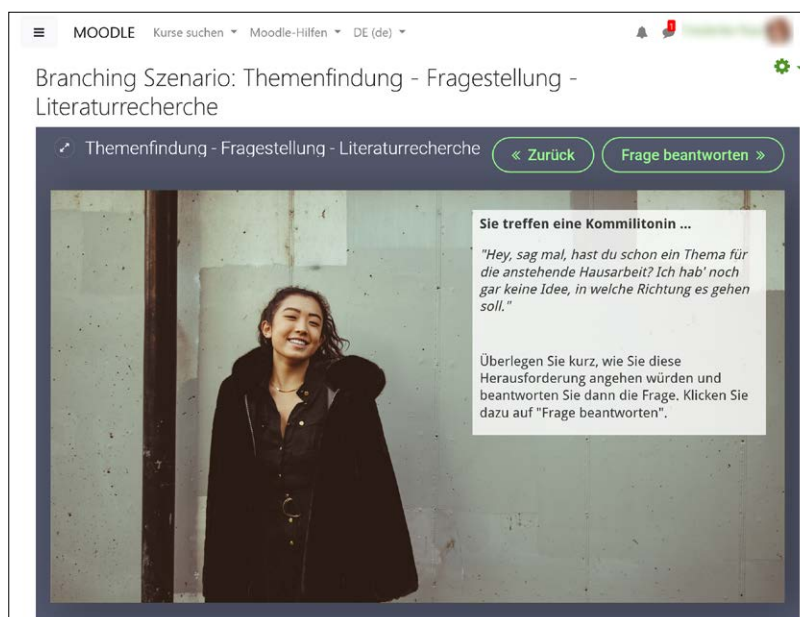 MOODLE Kurse suchen Moodle-Hilfen DE (de) 1
Branching Szenario: Themenfindung - Fragestellung -
Literaturrecherche
Themenfindung - Fragestellung - Literaturrecherche « Zurück Frage beantworten »
Sie treffen eine Kommilitonin ...
"Hey, sag mal, hast du schon ein Thema für
die anstehende Hausarbeit? Ich hab' noch
gar keine Idee, in welche Richtung es gehen
soll."
Überlegen Sie kurz, wie Sie diese
Herausforderung angehen würden und
beantworten Sie dann die Frage. Klicken Sie
dazu auf "Frage beantworten".